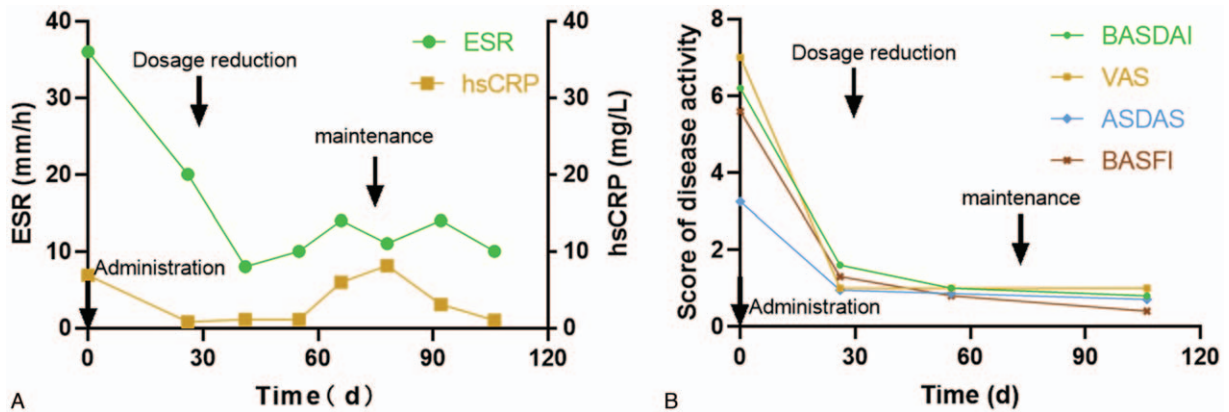 40
30
20
10
0
ESR (mm/h)
Dosage reduction
maintenance
Administration
ESR
hsCRP
40
30
20
10
0
hsCRP (mg/L)
0 30 60 90 120
Time( d)
A
8
6
4
2
0
Score of disease activity
Dosage reduction
maintenance
Administration
BASDAI
VAS
ASDAS
BASFI
0 30 60 90 120
Time (d)
B